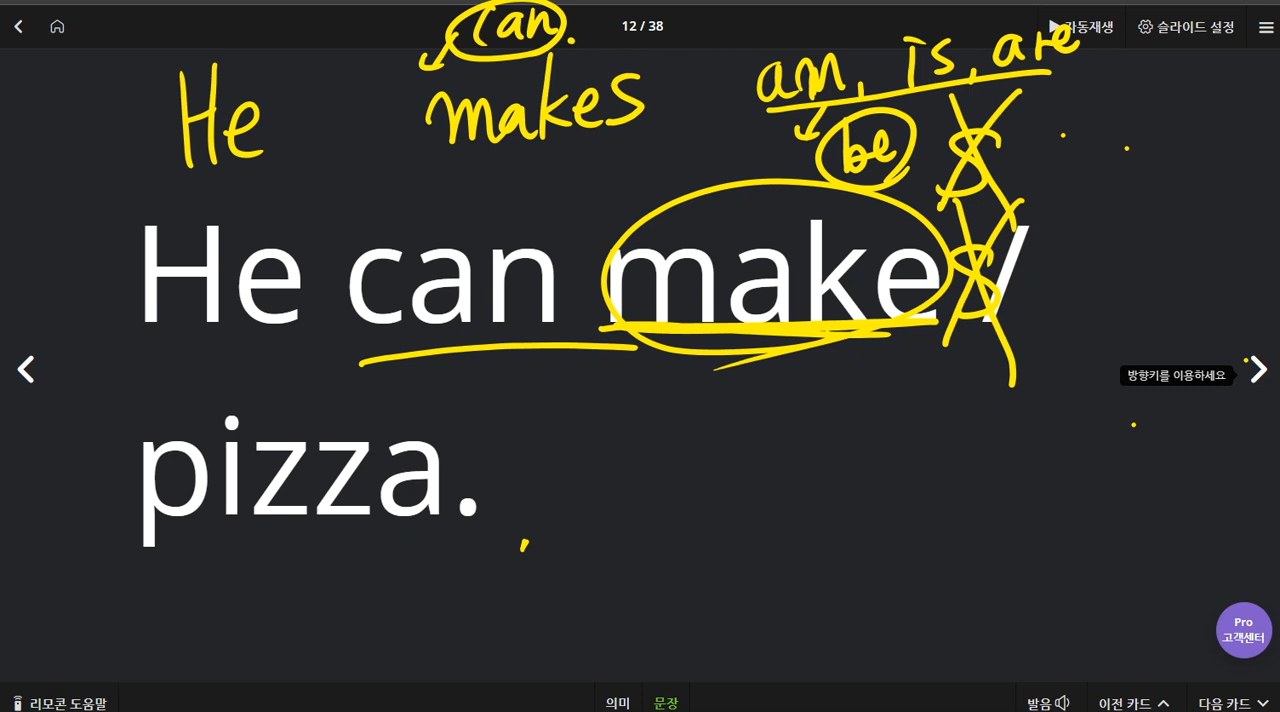 12 / 38
자동재생
슬라이드 설정
can.
am, is, are
He makes
be
s
He can make /
s
방향키를 이용하세요
pizza.
Pro
고객센터
리모콘 도움말
의미
문장
발음
이전 카드
다음 카드